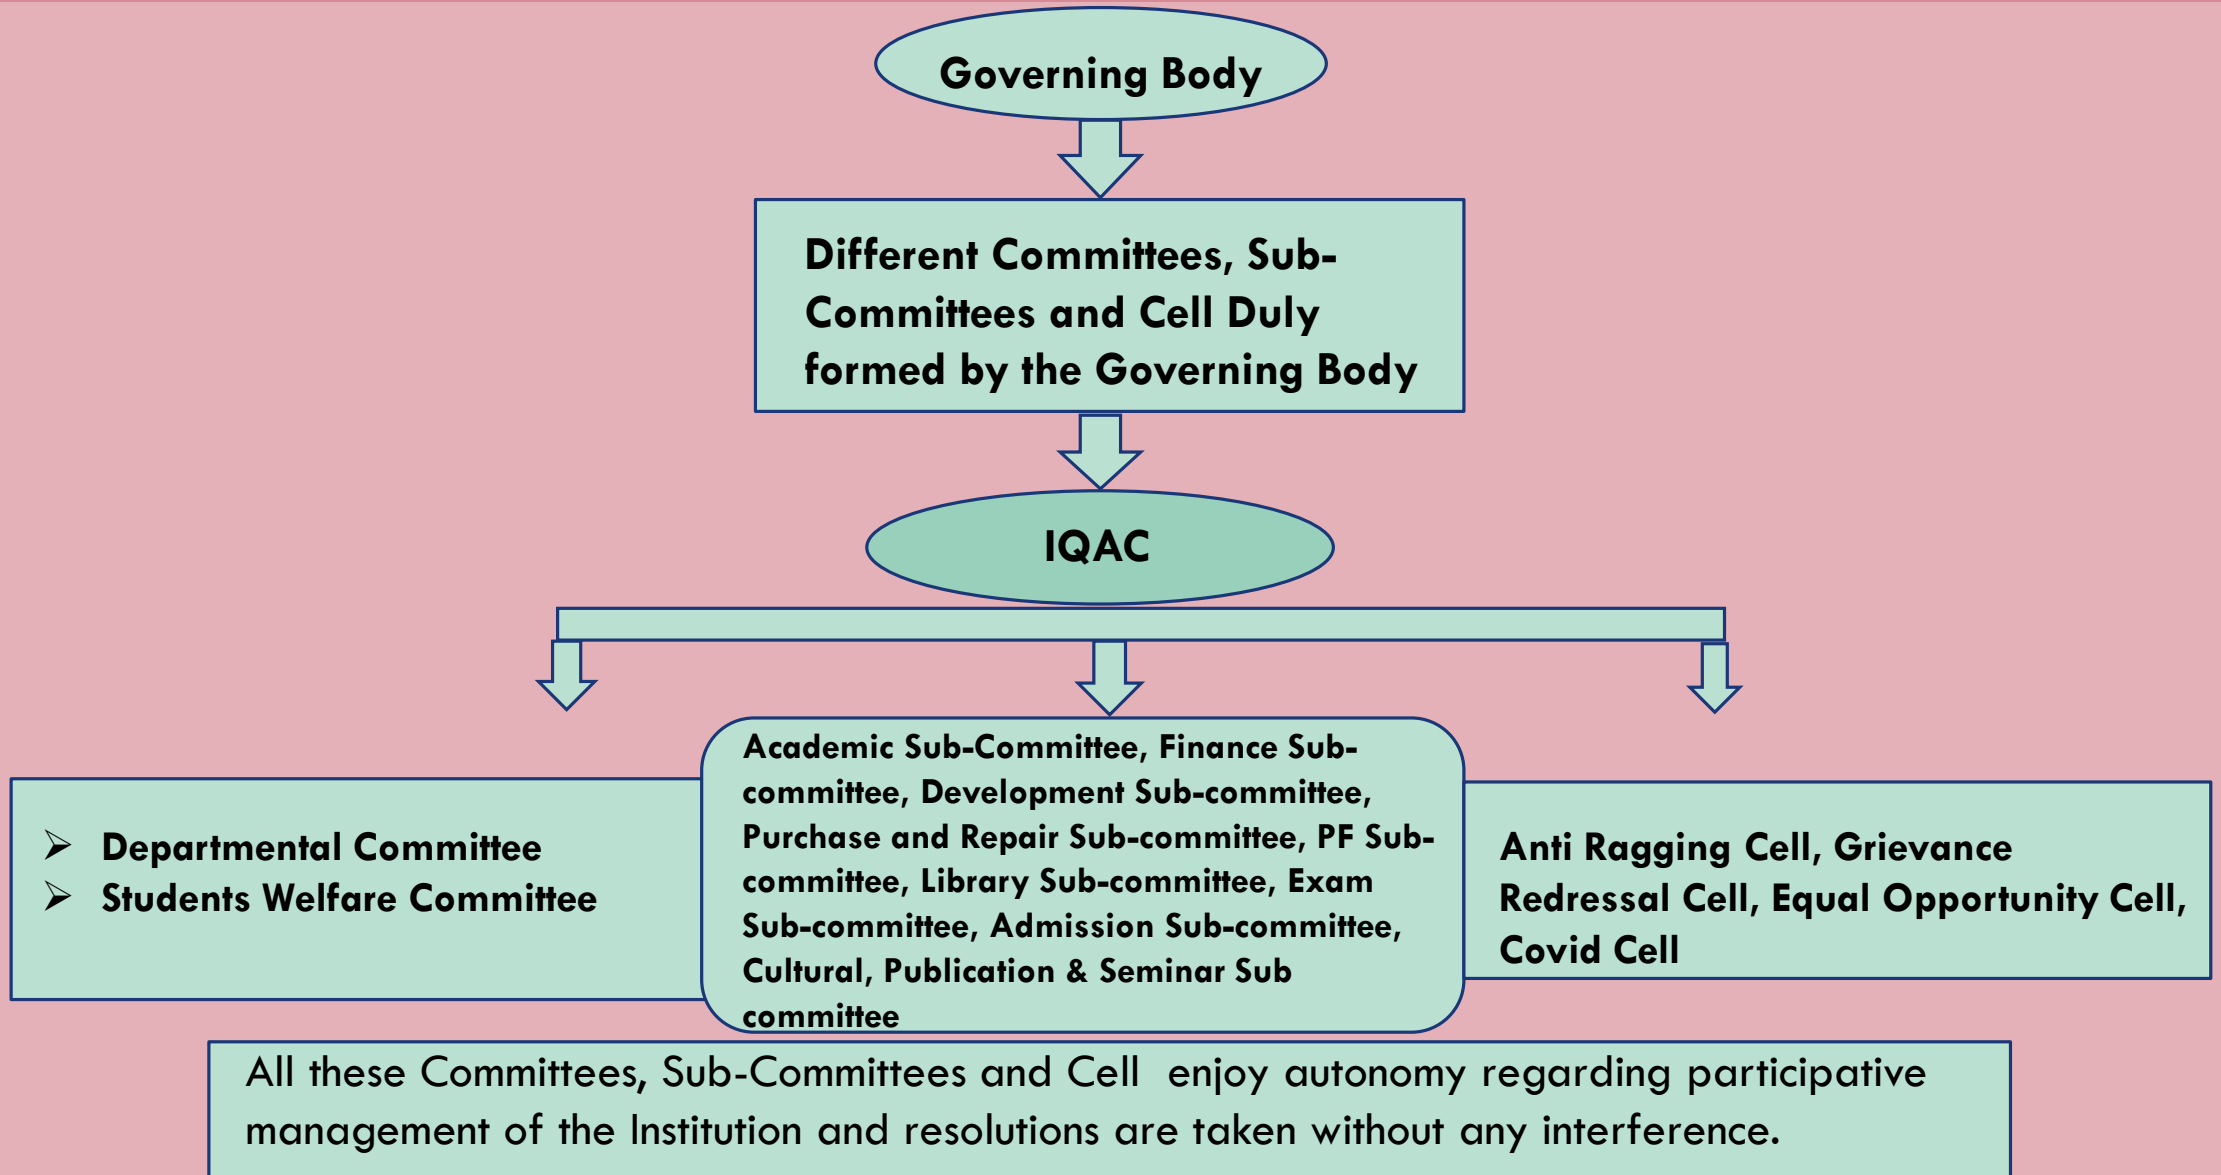 Governing Body
Different Committees, Sub-
Committees and Cell Duly
formed by the Governing Body
IQAC
➢ Departmental Committee
➢ Students Welfare Committee
Academic Sub-Committee, Finance Sub-
committee, Development Sub-committee,
Purchase and Repair Sub-committee, PF Sub-
committee, Library Sub-committee, Exam
Sub-committee, Admission Sub-committee,
Cultural, Publication & Seminar Sub
committee
Anti Ragging Cell, Grievance
Redressal Cell, Equal Opportunity Cell,
Covid Cell
All these Committees, Sub-Committees and Cell enjoy autonomy regarding participative
management of the Institution and resolutions are taken without any interference.